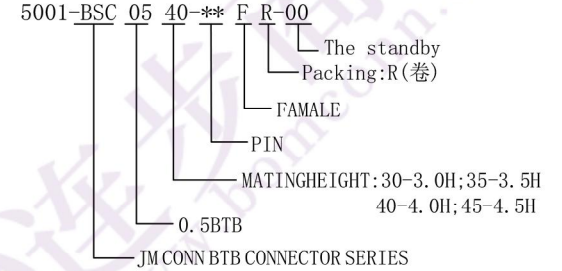 5001-BSC 05 40-** F R-00
The standby
Packing:R(卷)
FAMALE
PIN
MATINGHEIGHT:30-3.0H;35-3.5H
40-4.0H;45-4.5H
0.5BTB
JM CONN BTB CONNECTOR SERIES